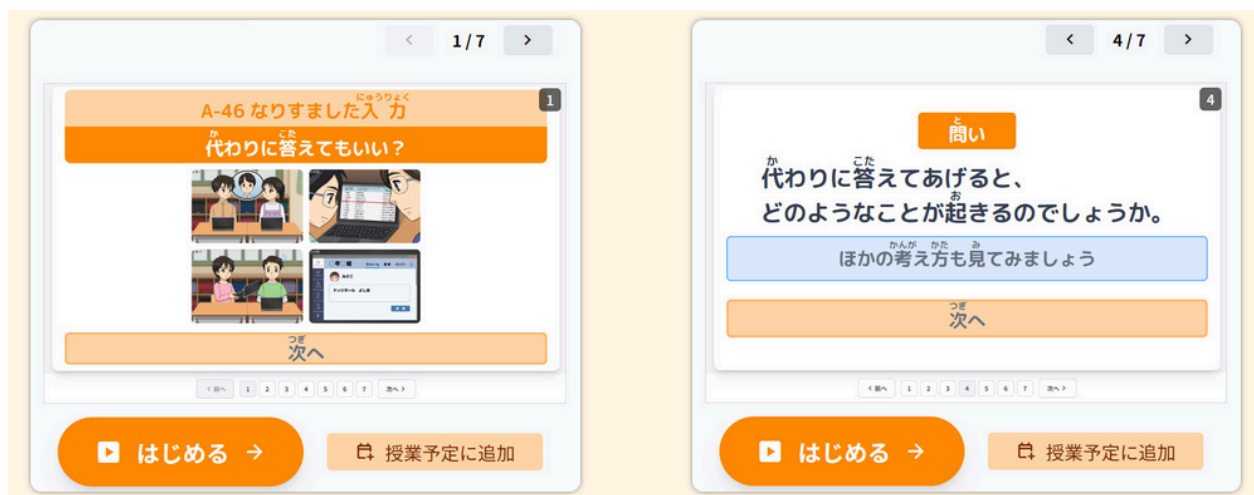 1 / 7
1
A-46 なりすました入力
にゅうりょく
代わりに答えてもいい？
か
こた
次へ
つぎ
< 前へ 1 2 3 4 5 6 7 次へ >
はじめる →
授業予定に追加
4 / 7
4
問い
と
代わりに答えてあげると、
か
こた
どのようなことが起きるのでしょうか。
お
ほかの考え方も見てみましょう
かんが
かた
み
次へ
つぎ
< 前へ 1 2 3 4 5 6 7 次へ >
はじめる →
授業予定に追加